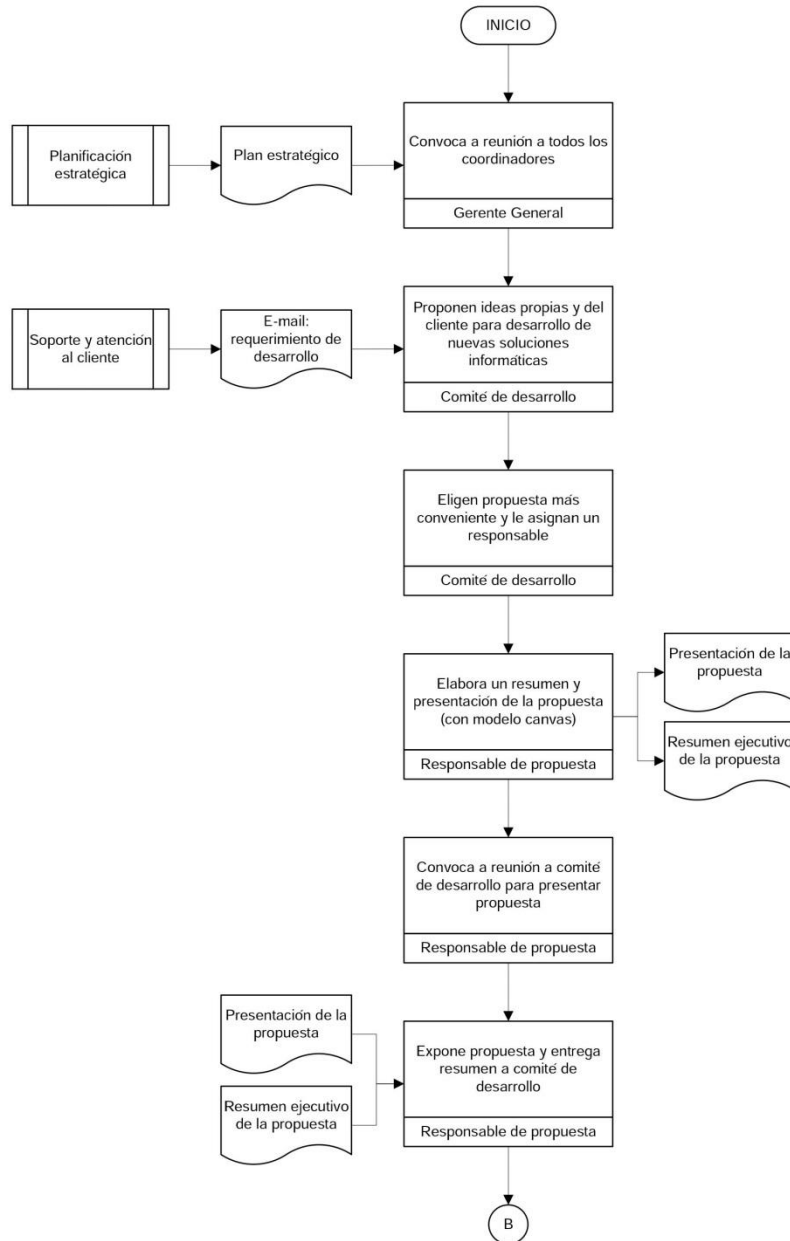 INICIO
Planificación
estratégica
Plan estratégico
Convoca a reunión a todos los
coordinadores
Gerente General
Soporte y atención
al cliente
E-mail:
requerimiento de
desarrollo
Proponen ideas propias y del
cliente para desarrollo de
nuevas soluciones
informáticas
Comité de desarrollo
Eligen propuesta más
conveniente y le asignan un
responsable
Comité de desarrollo
Elabora un resumen y
presentación de la propuesta
(con modelo canvas)
Responsable de propuesta
Presentación de la
propuesta
Resumen ejecutivo
de la propuesta
Convoca a reunión a comité
de desarrollo para presentar
propuesta
Responsable de propuesta
Presentación de la
propuesta
Resumen ejecutivo
de la propuesta
Expone propuesta y entrega
resumen a comité de
desarrollo
Responsable de propuesta
B